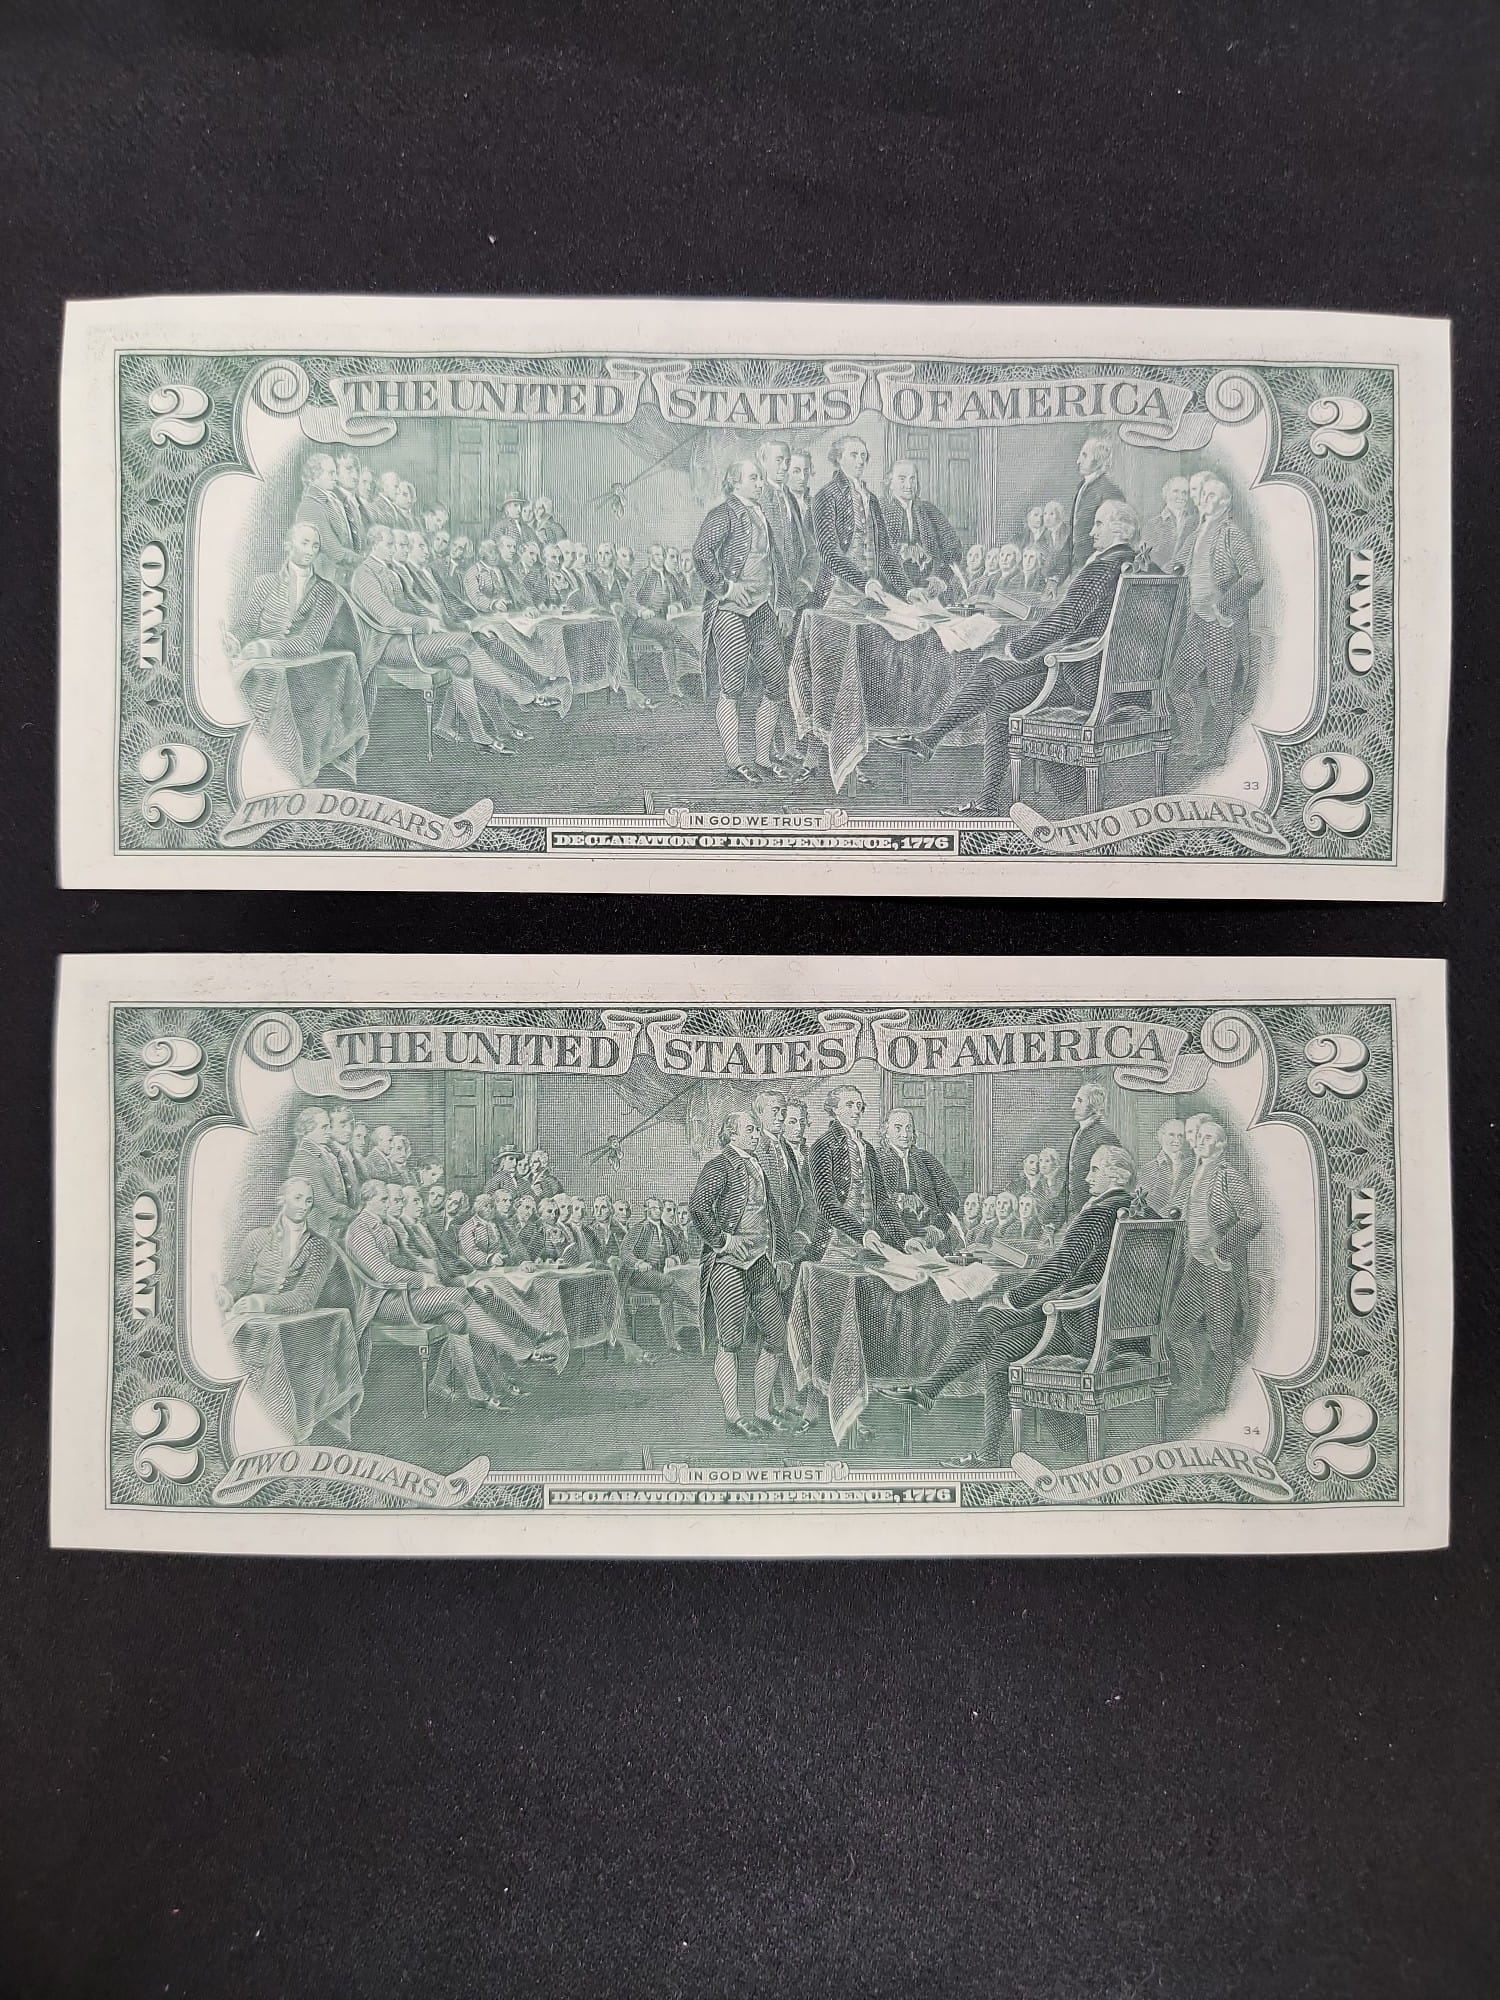 2 THE UNITED STATES OF AMERICA 2
TWO TWO
33
2 TWO DOLLARS IN GOD WE TRUST TWO DOLLARS 2
DECLARATION OF INDEPENDENCE, 1776
2 THE UNITED STATES OF AMERICA 2
TWO TWO
34
2 TWO DOLLARS IN GOD WE TRUST TWO DOLLARS 2
DECLARATION OF INDEPENDENCE, 1776